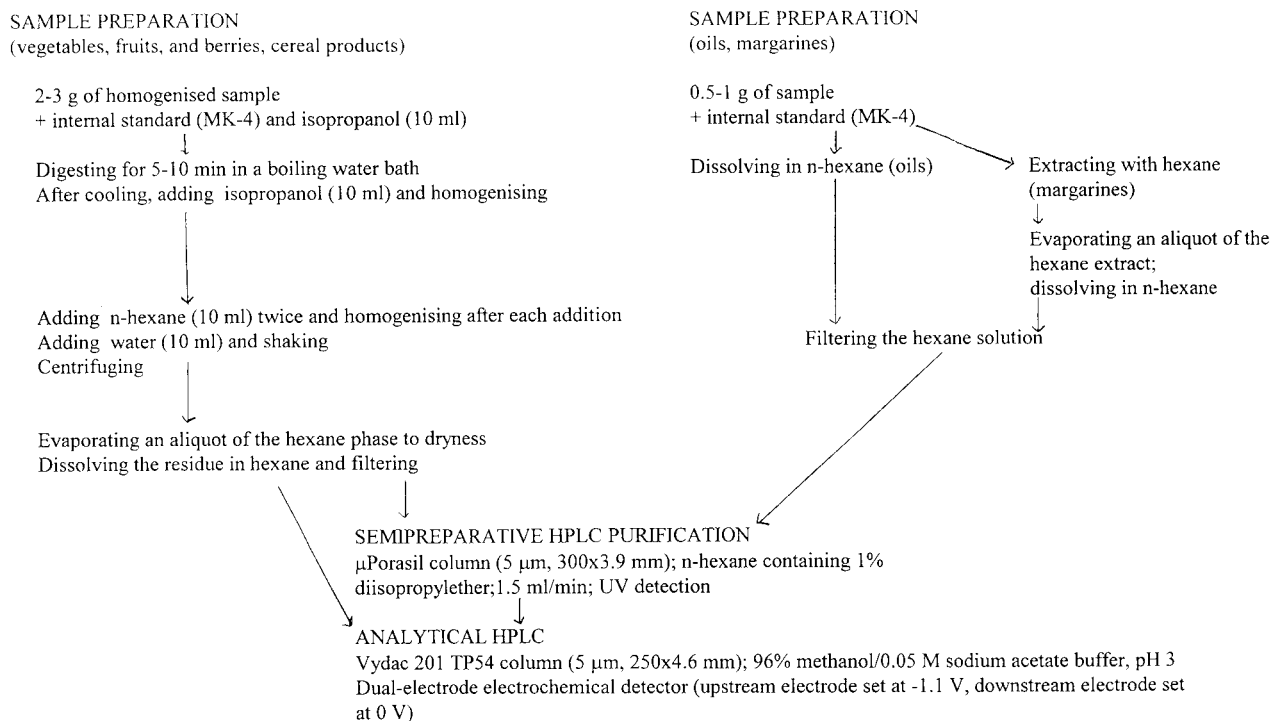 SAMPLE PREPARATION
(vegetables, fruits, and berries, cereal products)
2-3 g of homogenised sample
+ internal standard (MK-4) and isopropanol (10 ml)
Digesting for 5-10 min in a boiling water bath
After cooling, adding isopropanol (10 ml) and homogenising
Adding n-hexane (10 ml) twice and homogenising after each addition
Adding water (10 ml) and shaking
Centrifuging
Evaporating an aliquot of the hexane phase to dryness
Dissolving the residue in hexane and filtering
SAMPLE PREPARATION
(oils, margarines)
0.5-1 g of sample
+ internal standard (MK-4)
Dissolving in n-hexane (oils)
Extracting with hexane
(margarines)
Evaporating an aliquot of the
hexane extract;
dissolving in n-hexane
Filtering the hexane solution
SEMIPREPARATIVE HPLC PURIFICATION
µPorasil column (5 µm, 300x3.9 mm); n-hexane containing 1%
diisopropylether;1.5 ml/min; UV detection
ANALYTICAL HPLC
Vydac 201 TP54 column (5 µm, 250x4.6 mm); 96% methanol/0.05 M sodium acetate buffer, pH 3
Dual-electrode electrochemical detector (upstream electrode set at -1.1 V, downstream electrode set
at 0 V)